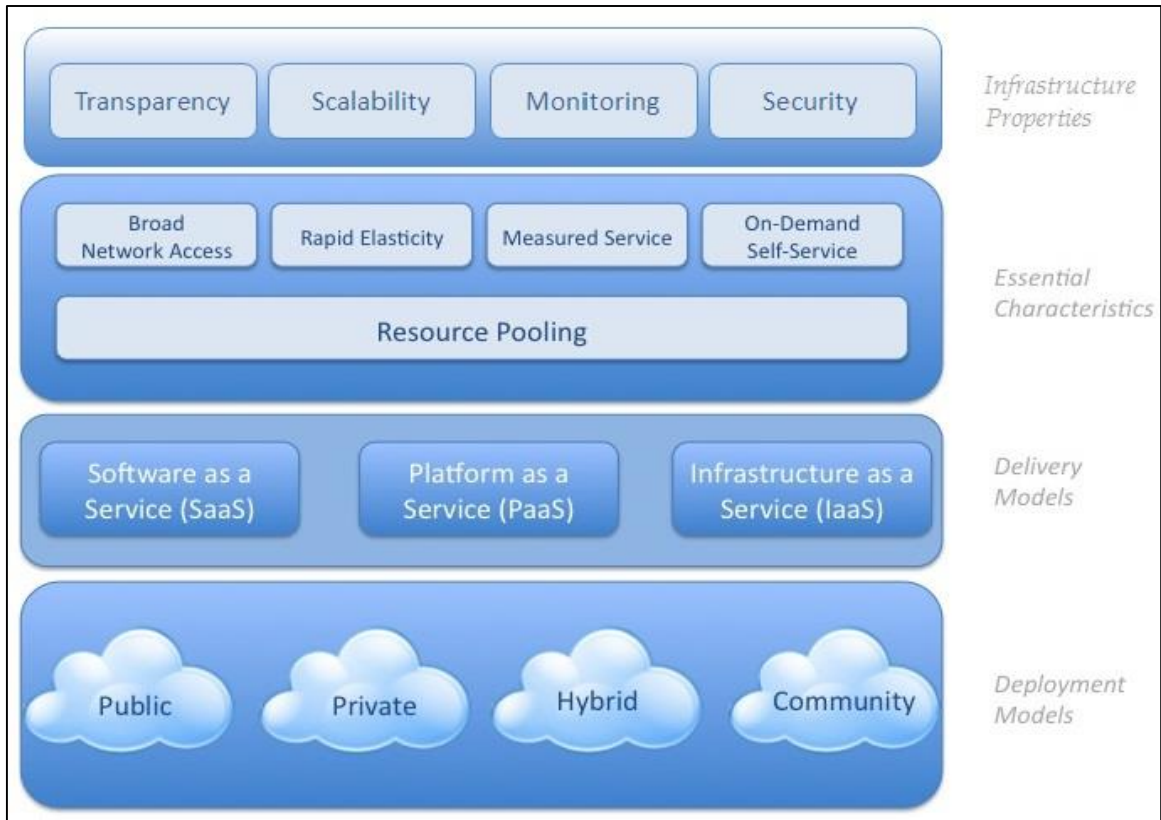 Transparency
Scalability
Monitoring
Security
Infrastructure
Properties
Broad
Network Access
Rapid Elasticity
Measured Service
On-Demand
Self-Service
Resource Pooling
Essential
Characteristics
Software as a
Service (SaaS)
Platform as a
Service (PaaS)
Infrastructure as a
Service (IaaS)
Delivery
Models
Public
Private
Hybrid
Community
Deployment
Models